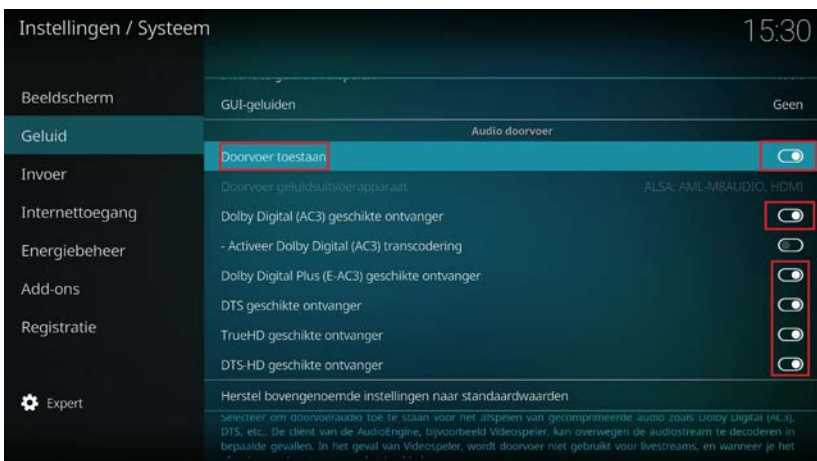 Instellingen / Systeem
15:30
Beeldscherm
Geluid
Invoer
Internettoegang
Energiebeheer
Add-ons
Registratie
Expert
GUI-geluiden Geen
Audio doorvoer
Doorvoer toestaan
Doorvoer geluidsuitvoerapparaat ALSA: AML-M8AUDIO, HDMI
Dolby Digital (AC3) geschikte ontvanger
- Activeer Dolby Digital (AC3) transcodering
Dolby Digital Plus (E-AC3) geschikte ontvanger
DTS geschikte ontvanger
TrueHD geschikte ontvanger
DTS-HD geschikte ontvanger
Herstel bovengenoemde instellingen naar standaardwaarden
Selecteer om doorvoeraudio toe te staan voor het afspelen van gecomprimeerde audio zoals Dolby Digital (AC3),
DTS, etc.. De client van de AudioEngine, bijvoorbeeld Videospeler, kan overwegen de audiostream te decoderen in
bepaalde gevallen. In het geval van Videospeler, wordt doorvoer niet gebruikt voor livestreams, en wanneer je het